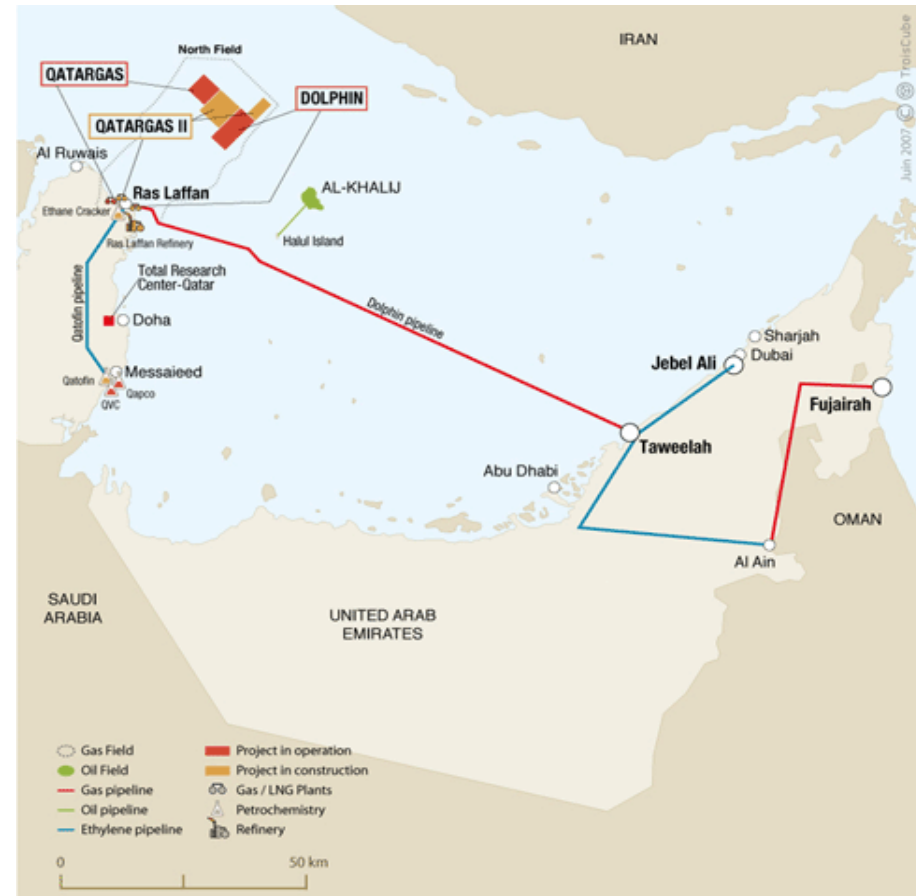 IRAN
Juin 2007 © TroisCube
North Field
QATARGAS
DOLPHIN
QATARGAS II
Al Ruwais
Ras Laffan
AL-KHALIJ
Ethane Cracker
Ras Laffan Refinery
Halul Island
Qatofin pipeline
Total Research
Center-Qatar
Dolphin pipeline
Doha
Sharjah
Dubai
Jebel Ali
Messaieed
Qatofin
Qapco
QVC
Fujairah
Taweelah
Abu Dhabi
OMAN
Al Ain
SAUDI
ARABIA
UNITED ARAB
EMIRATES
Gas Field
Oil Field
Gas pipeline
Oil pipeline
Ethylene pipeline
Project in operation
Project in construction
Gas / LNG Plants
Petrochemistry
Refinery
0
50 km